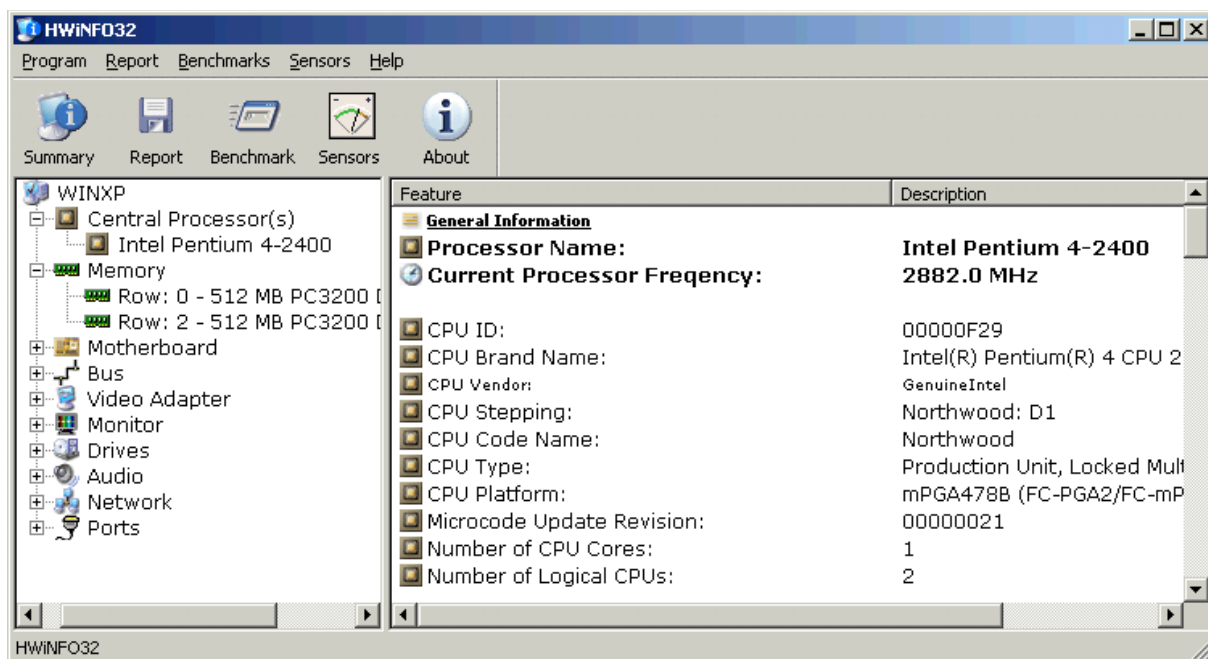 HWiNFO32
Program Report Benchmarks Sensors Help
Summary Report Benchmark Sensors About
WINXP
Central Processor(s)
Intel Pentium 4-2400
Memory
Row: 0 - 512 MB PC3200
Row: 2 - 512 MB PC3200
Motherboard
Bus
Video Adapter
Monitor
Drives
Audio
Network
Ports
Feature Description
General Information
Processor Name: Intel Pentium 4-2400
Current Processor Freqency: 2882.0 MHz
CPU ID: 00000F29
CPU Brand Name: Intel(R) Pentium(R) 4 CPU 2
CPU Vendor: GenuineIntel
CPU Stepping: Northwood: D1
CPU Code Name: Northwood
CPU Type: Production Unit, Locked Mult
CPU Platform: mPGA478B (FC-PGA2/FC-mP
Microcode Update Revision: 00000021
Number of CPU Cores: 1
Number of Logical CPUs: 2
HWiNFO32